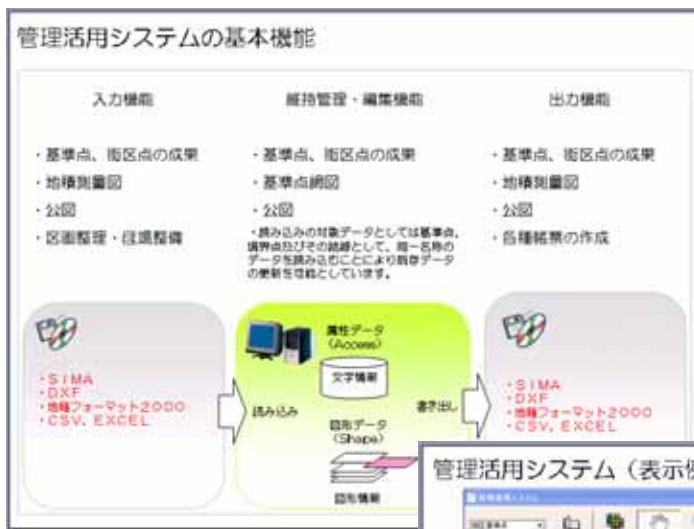 管理活用システムの基本機能
入力機能
・基準点、街区点の成果
・地積測量図
・公図
・区画整理・住環整備
維持管理・編集機能
・基準点、街区点の成果
・基準点網図
・公図
・読み込みの対象データとしては基準点、
境界点及びその結線として、同一名称の
データを読み込むことにより既存データ
の更新を可能としています。
出力機能
・基準点、街区点の成果
・地積測量図
・公図
・各種帳票の作成
・SIMA
・DXF
・地籍フォーマット2000
・CSV、EXCEL
読み込み
属性データ
(Access)
文字情報
図形データ
(Shape)
図形情報
書き出し
・SIMA
・DXF
・地籍フォーマット2000
・CSV、EXCEL
管理活用システム（表示例